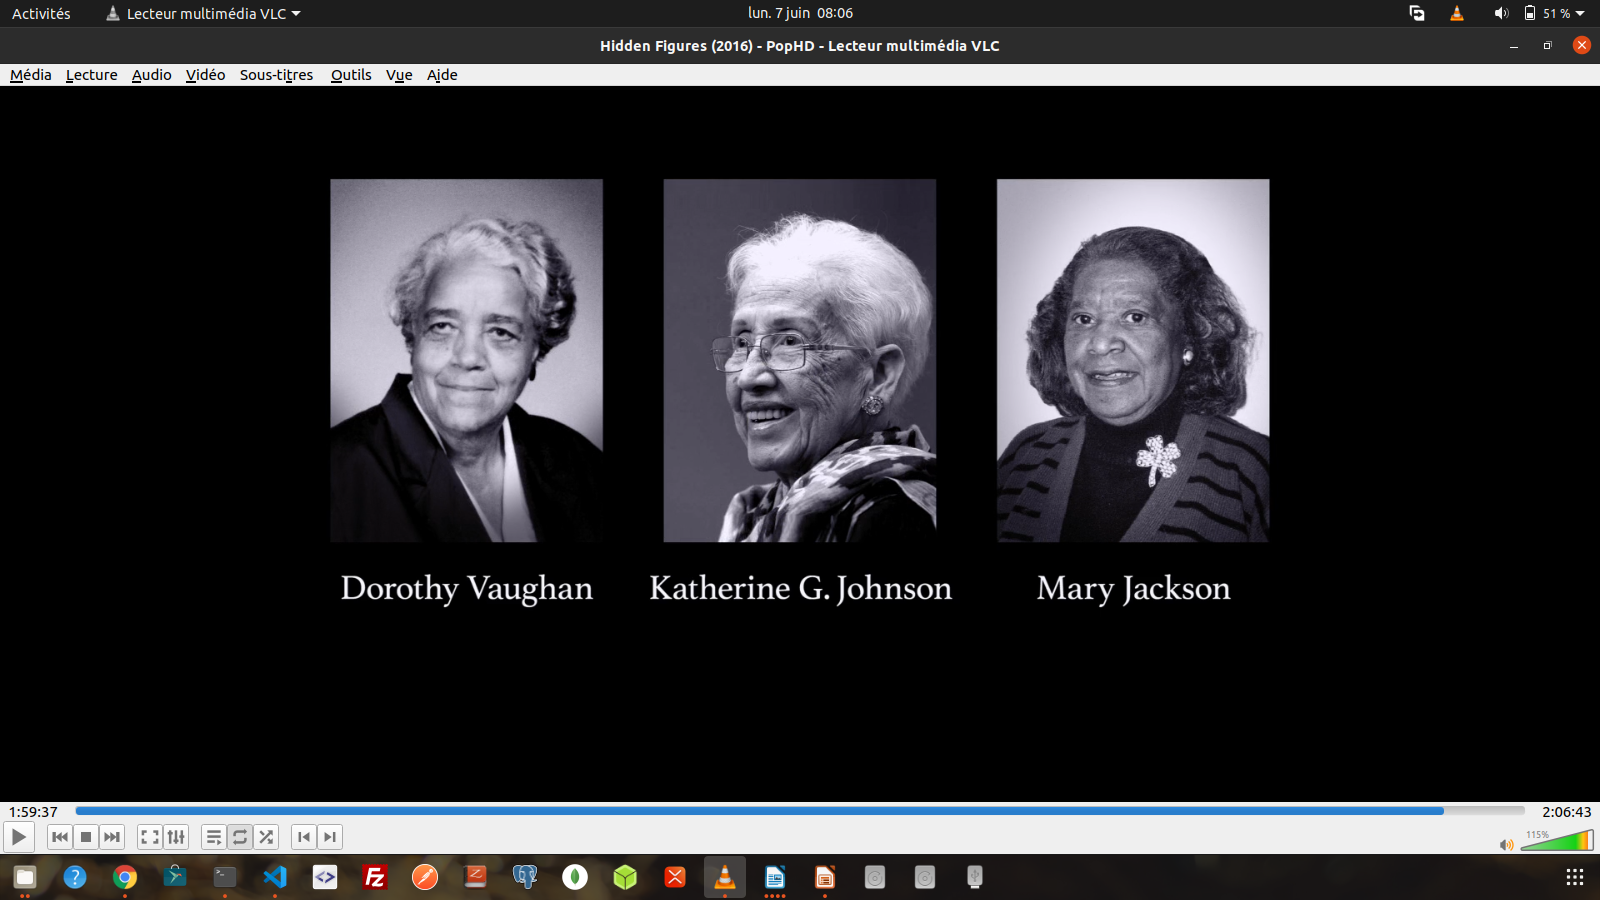 Activités
Lecteur multimédia VLC
lun. 7 juin 08:06
51 %
Hidden Figures (2016) - PopHD - Lecteur multimédia VLC
Média Lecture Audio Vidéo Sous-titres Outils Vue Aide
Dorothy Vaughan
Katherine G. Johnson
Mary Jackson
1:59:37
2:06:43
115%